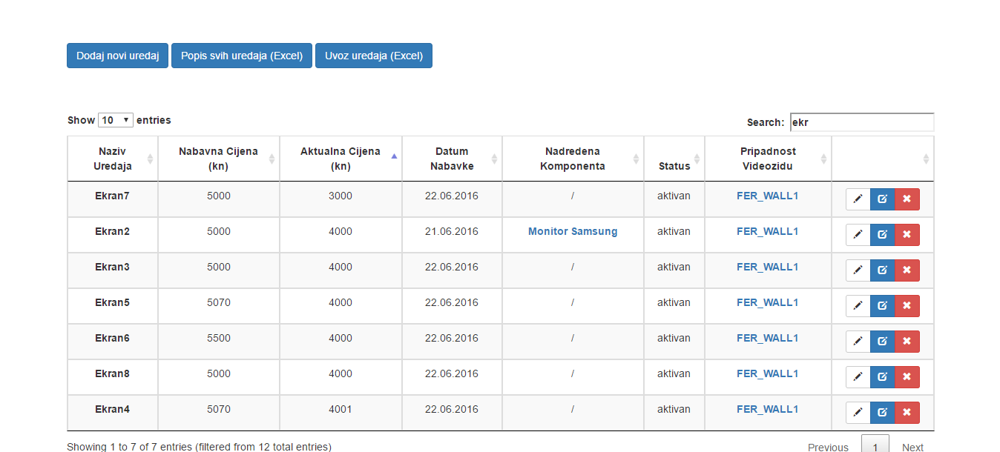 Dodaj novi uredaj Popis svih uredaja (Excel) Uvoz uredaja (Excel)
Show 10 entries Search: ekr
Naziv Uredaja Nabavna Cijena (kn) Aktualna Cijena (kn) Datum Nabavke Nadredena Komponenta Status Pripadnost Videozidu
Ekran7 5000 3000 22.06.2016 / aktivan FER_WALL1
Ekran2 5000 4000 21.06.2016 Monitor Samsung aktivan FER_WALL1
Ekran3 5000 4000 22.06.2016 / aktivan FER_WALL1
Ekran5 5070 4000 22.06.2016 / aktivan FER_WALL1
Ekran6 5500 4000 22.06.2016 / aktivan FER_WALL1
Ekran8 5000 4000 22.06.2016 / aktivan FER_WALL1
Ekran4 5070 4001 22.06.2016 / aktivan FER_WALL1
Showing 1 to 7 of 7 entries (filtered from 12 total entries) Previous 1 Next